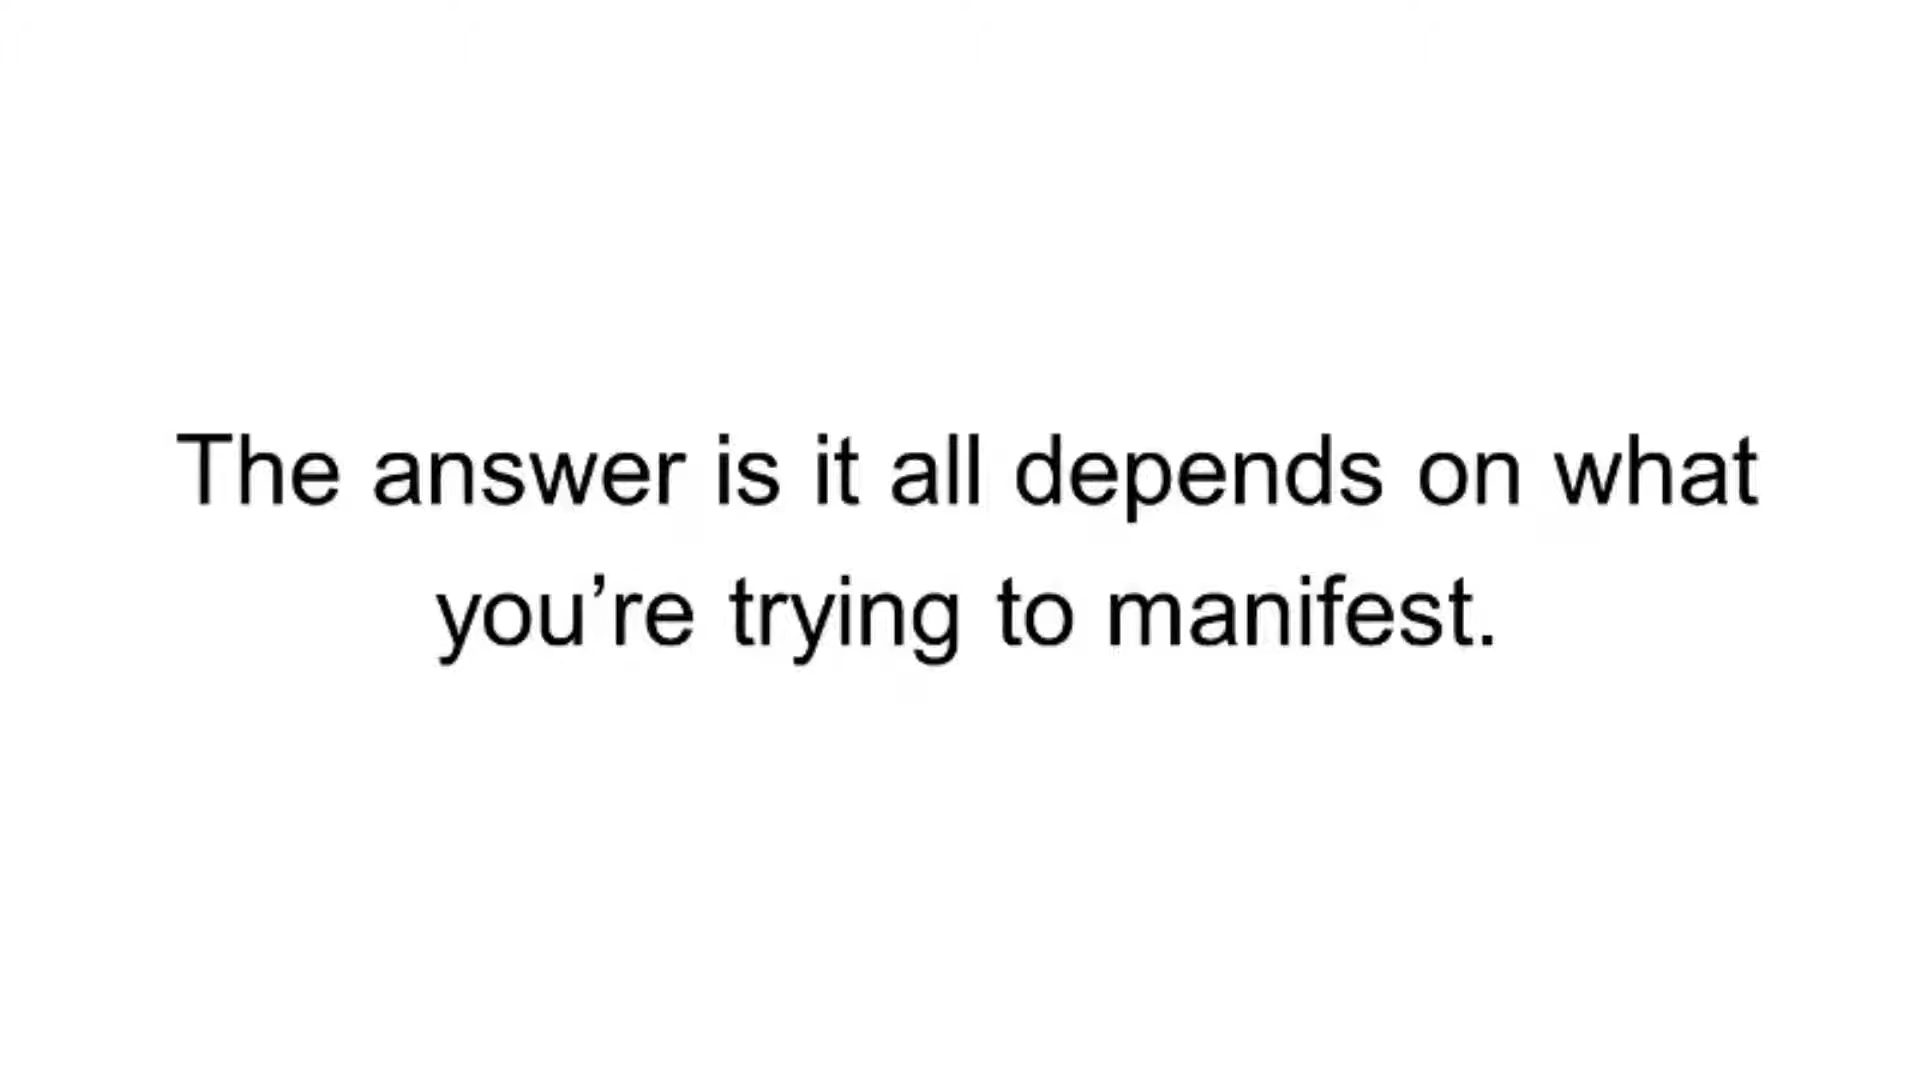 The answer is it all depends on what
you’re trying to manifest.